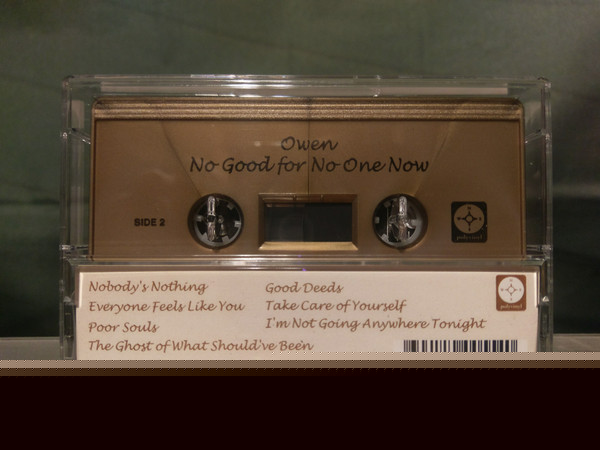 Owen
No Good for No One Now
SIDE 2
Nobody's Nothing
Everyone Feels Like You
Poor Souls
The Ghost of What Should've Been
Good Deeds
Take Care of Yourself
I'm Not Going Anywhere Tonight